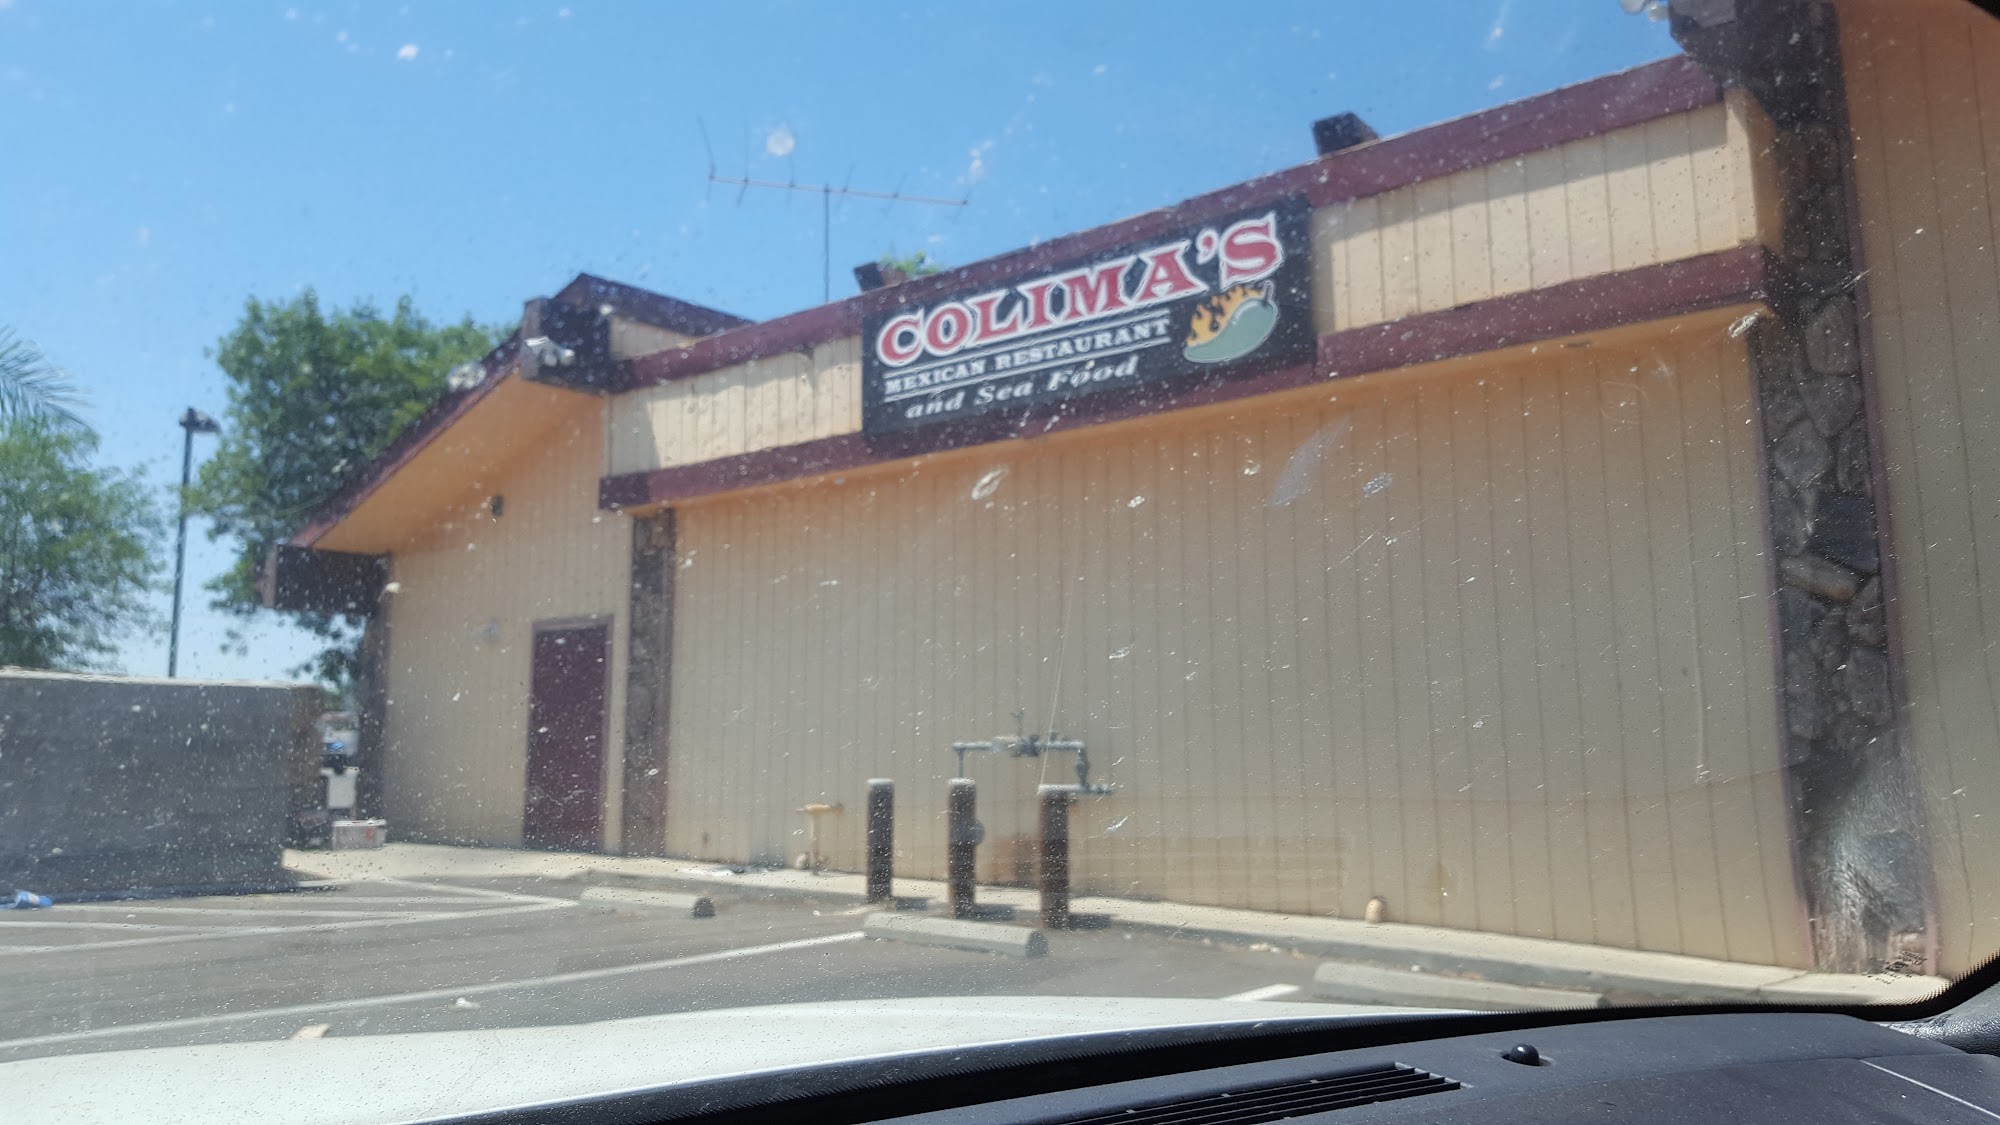 COLIMA'S
MEXICAN RESTAURANT
and Sea Food